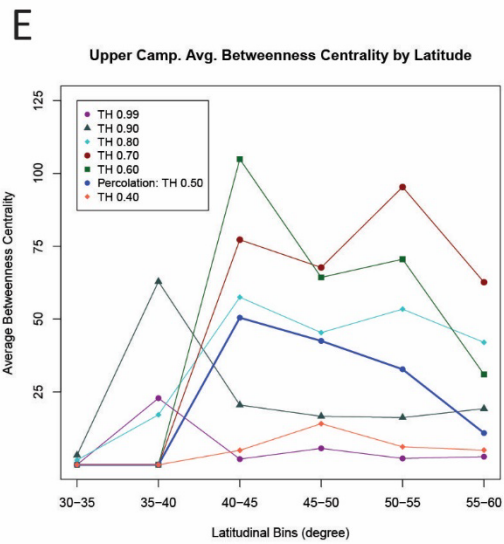 E
Upper Camp. Avg. Betweenness Centrality by Latitude
Average Betweenness Centrality
125
100
75
50
25
TH 0.99
TH 0.90
TH 0.80
TH 0.70
TH 0.60
Percolation: TH 0.50
TH 0.40
30−35 35−40 40−45 45−50 50−55 55−60
Latitudinal Bins (degree)